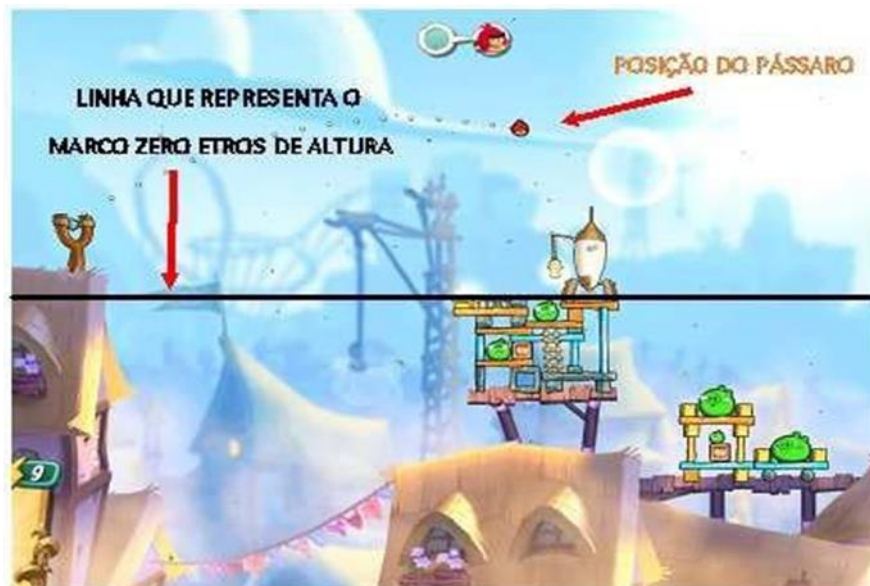 POSIÇÃO DO PÁSSARO
LINHA QUE REPRESENTA O
MARCO ZERO ETROS DE ALTURA
9